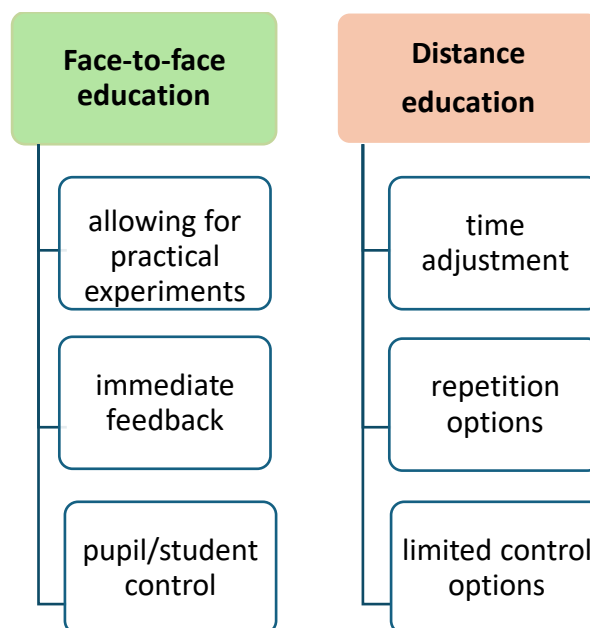 Face-to-face
education
allowing for
practical
experiments
immediate
feedback
pupil/student
control
Distance
education
time
adjustment
repetition
options
limited control
options